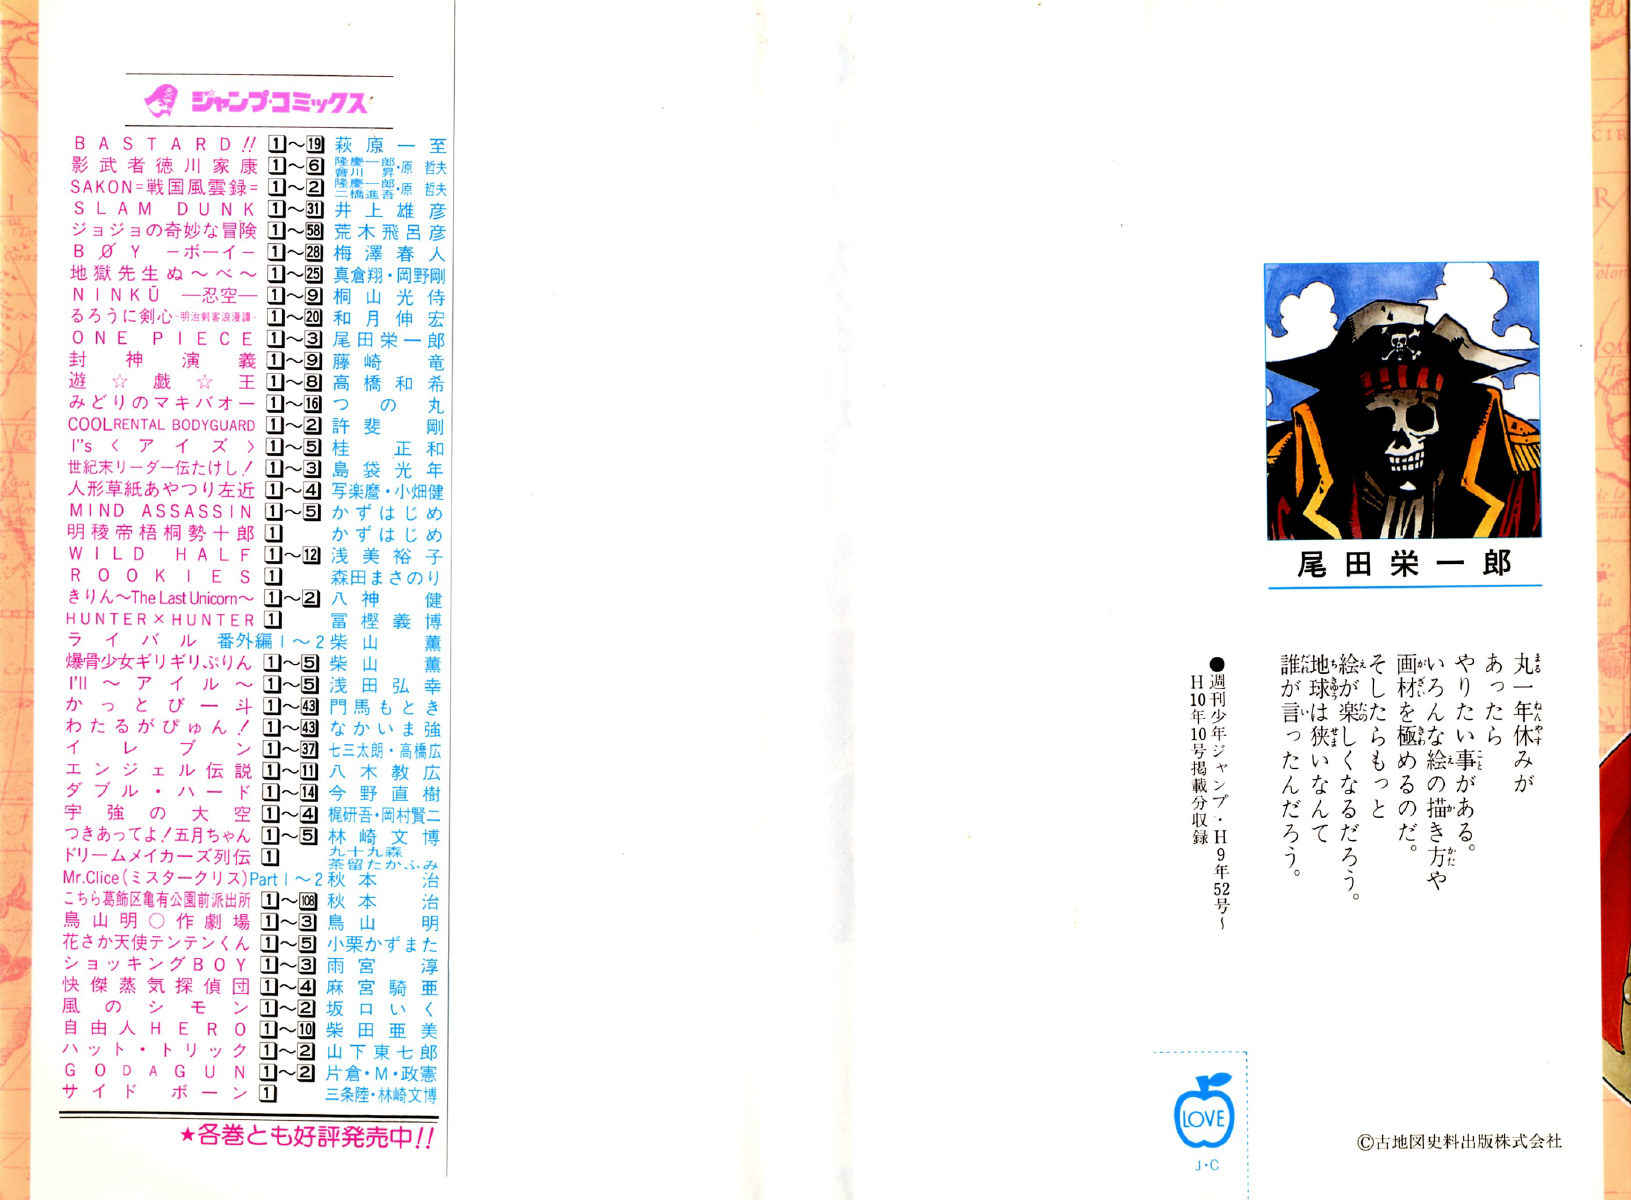 ジャンプ・コミックス
BASTARD!! 1～19 萩原一至
影武者徳川家康 1～6 隆慶一郎 會川昇・原哲夫
SAKON=戦国風雲録= 1～2 隆慶一郎 二橋進吾・原哲夫
SLAM DUNK 1～31 井上雄彦
ジョジョの奇妙な冒険 1～58 荒木飛呂彦
BØY－ボーイ－ 1～28 梅澤春人
地獄先生ぬ～べ～ 1～25 真倉翔・岡野剛
NINKŪ―忍空― 1～9 桐山光侍
るろうに剣心-明治剣客浪漫譚- 1～20 和月伸宏
ONE PIECE 1～3 尾田栄一郎
封神演義 1～9 藤崎竜
遊☆戯☆王 1～8 高橋和希
みどりのマキバオー 1～16 つの丸
COOL RENTAL BODYGUARD 1～2 許斐剛
I"s〈アイズ〉 1～5 桂正和
世紀末リーダー伝たけし! 1～3 島袋光年
人形草紙あやつり左近 1～4 写楽麿・小畑健
MIND ASSASSIN 1～5 かずはじめ
明稜帝梧桐勢十郎 1 かずはじめ
WILD HALF 1～12 浅美裕子
ROOKIES 1 森田まさのり
きりん～The Last Unicorn～ 1～2 八神健
HUNTER×HUNTER 1 冨樫義博
ライバル 番外編1～2 柴山薫
爆骨少女ギリギリぷりん 1～5 柴山薫
I'll～アイル～ 1～5 浅田弘幸
かっとび一斗 1～43 門馬もとき
わたるがぴゅん! 1～43 なかいま強
イレブン 1～37 七三太朗・高橋広
エンジェル伝説 1～11 八木教広
ダブル・ハード 1～14 今野直樹
宇強の大空 1～4 梶研吾・岡村賢二
つきあってよ!五月ちゃん 1～5 林崎文博
ドリームメイカーズ列伝 1 九十九森 茶留たかふみ
Mr.Clice(ミスタークリス)Part1～2 秋本治
こちら葛飾区亀有公園前派出所 1～108 秋本治
鳥山明○作劇場 1～3 鳥山明
花さか天使テンテンくん 1～5 小栗かずまた
ショッキングBOY 1～3 雨宮淳
快傑蒸気探偵団 1～4 麻宮騎亜
風のシモン 1～2 坂口いく
自由人HERO 1～10 柴田亜美
ハット・トリック 1～2 山下東七郎
GODAGUN 1～2 片倉・M・政憲
サイドボーン 1 三条陸・林崎文博
★各巻とも好評発売中!!
尾田栄一郎
丸一年休みが
あったら
やりたい事がある。
いろんな絵の描き方や
画材を極めるのだ。
そしたらもっと
絵が楽しくなるだろう。
地球は狭いなんて
誰が言ったんだろう。
●週刊少年ジャンプ・H9年52号～
H10年10号掲載分収録
LOVE
J・C
©古地図史料出版株式会社